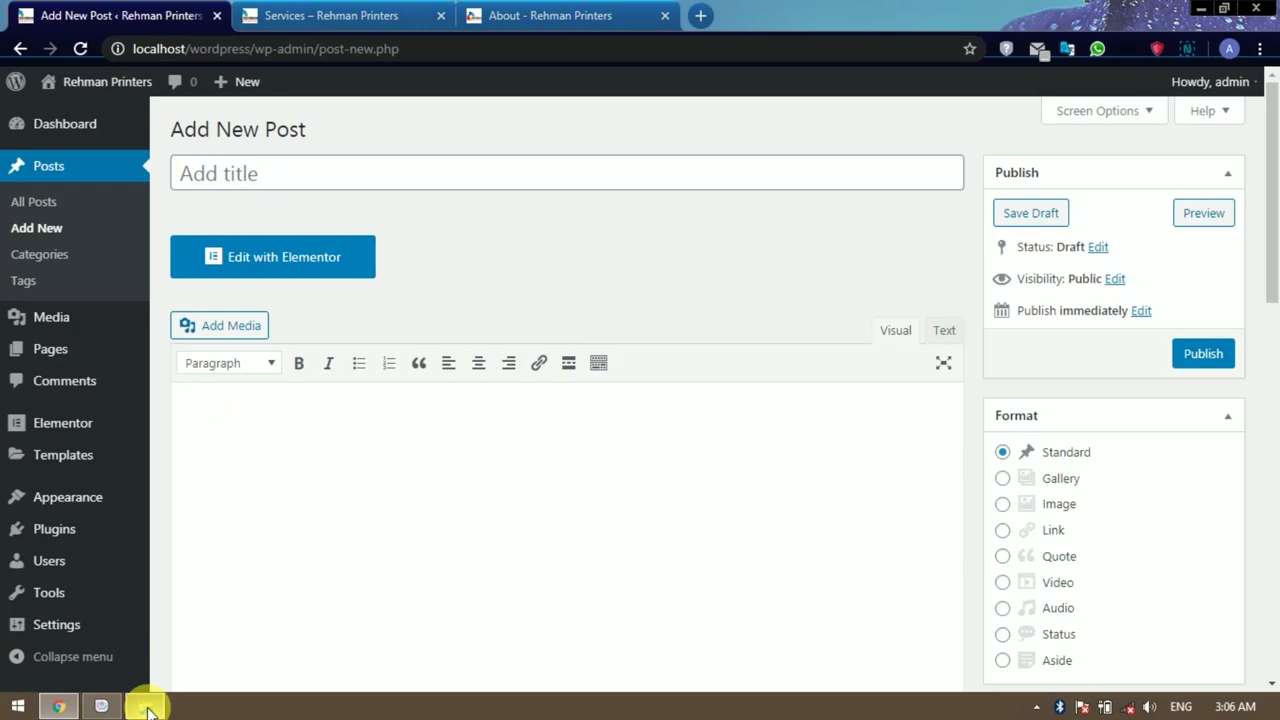 Add New Post ‹ Rehman Printers
Services – Rehman Printers
About - Rehman Printers
localhost/wordpress/wp-admin/post-new.php
A
Rehman Printers
0
New
Howdy, admin
Dashboard
Posts
All Posts
Add New
Categories
Tags
Media
Pages
Comments
Elementor
Templates
Appearance
Plugins
Users
Tools
Settings
Collapse menu
Screen Options
Help
Add New Post
Add title
Edit with Elementor
Add Media
Visual
Text
Paragraph
B
I
Publish
Save Draft
Preview
Status: Draft Edit
Visibility: Public Edit
Publish immediately Edit
Publish
Format
Standard
Gallery
Image
Link
Quote
Video
Audio
Status
Aside
ENG
3:06 AM